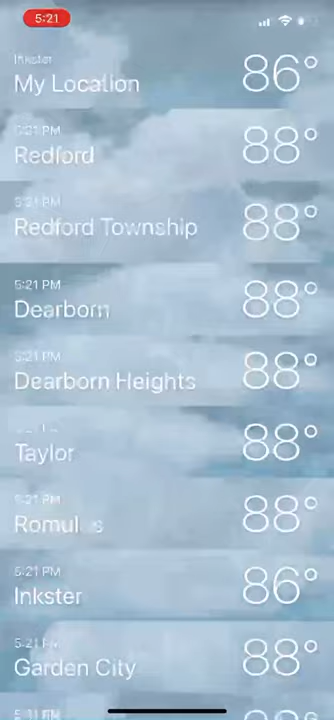 5:21
Inkster
My Location
86°
5:21 PM
Redford
88°
5:21 PM
Redford Township
88°
5:21 PM
Dearborn
88°
5:21 PM
Dearborn Heights
88°
Taylor
88°
5:21 PM
Romulus
88°
5:21 PM
Inkster
86°
5:21 PM
Garden City
88°